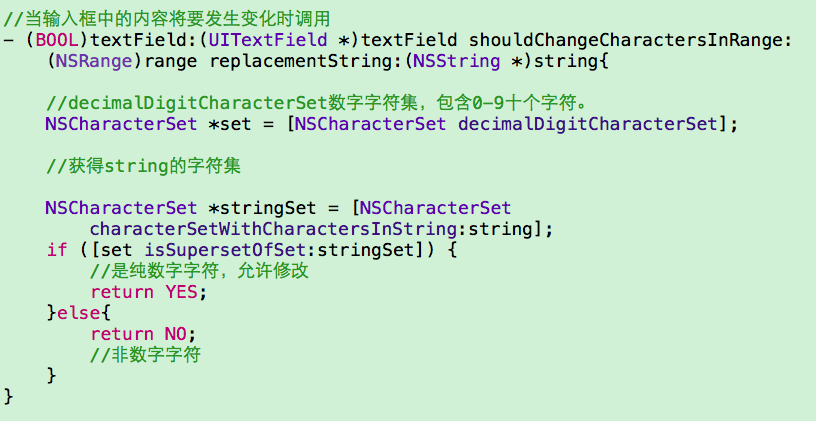 //当输入框中的内容将要发生变化时调用
- (BOOL)textField:(UITextField *)textField shouldChangeCharactersInRange:
(NSRange)range replacementString:(NSString *)string{
//decimalDigitCharacterSet数字字符集，包含0-9十个字符。
NSCharacterSet *set = [NSCharacterSet decimalDigitCharacterSet];
//获得string的字符集
NSCharacterSet *stringSet = [NSCharacterSet
characterSetWithCharactersInString:string];
if ([set isSupersetOfSet:stringSet]) {
//是纯数字字符，允许修改
return YES;
}else{
return NO;
//非数字字符
}
}